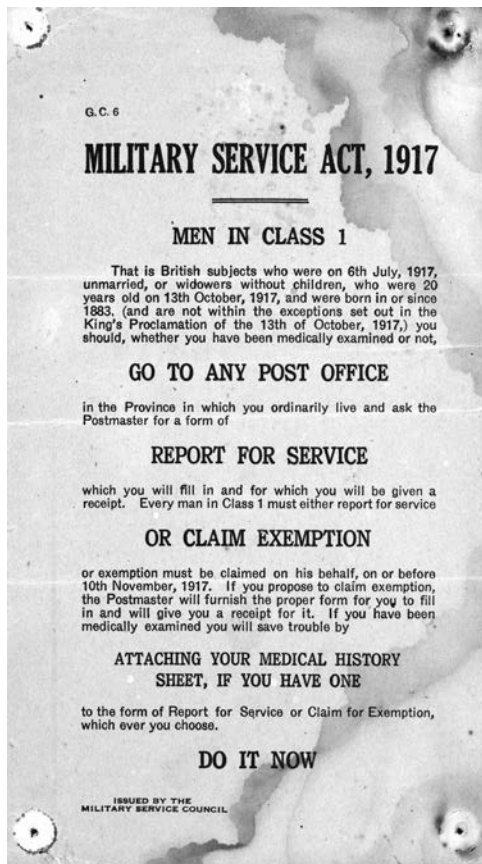 G.C. 6
MILITARY SERVICE ACT, 1917
MEN IN CLASS 1
That is British subjects who were on 6th July, 1917,
unmarried, or widowers without children, who were 20
years old on 13th October, 1917, and were born in or since
1883, (and are not within the exceptions set out in the
King's Proclamation of the 13th of October, 1917,) you
should, whether you have been medically examined or not,
GO TO ANY POST OFFICE
in the Province in which you ordinarily live and ask the
Postmaster for a form of
REPORT FOR SERVICE
which you will fill in and for which you will be given a
receipt. Every man in Class 1 must either report for service
OR CLAIM EXEMPTION
or exemption must be claimed on his behalf, on or before
10th November, 1917. If you propose to claim exemption,
the Postmaster will furnish the proper form for you to fill
in and will give you a receipt for it. If you have been
medically examined you will save trouble by
ATTACHING YOUR MEDICAL HISTORY
SHEET, IF YOU HAVE ONE
to the form of Report for Service or Claim for Exemption,
which ever you choose.
DO IT NOW
ISSUED BY THE
MILITARY SERVICE COUNCIL